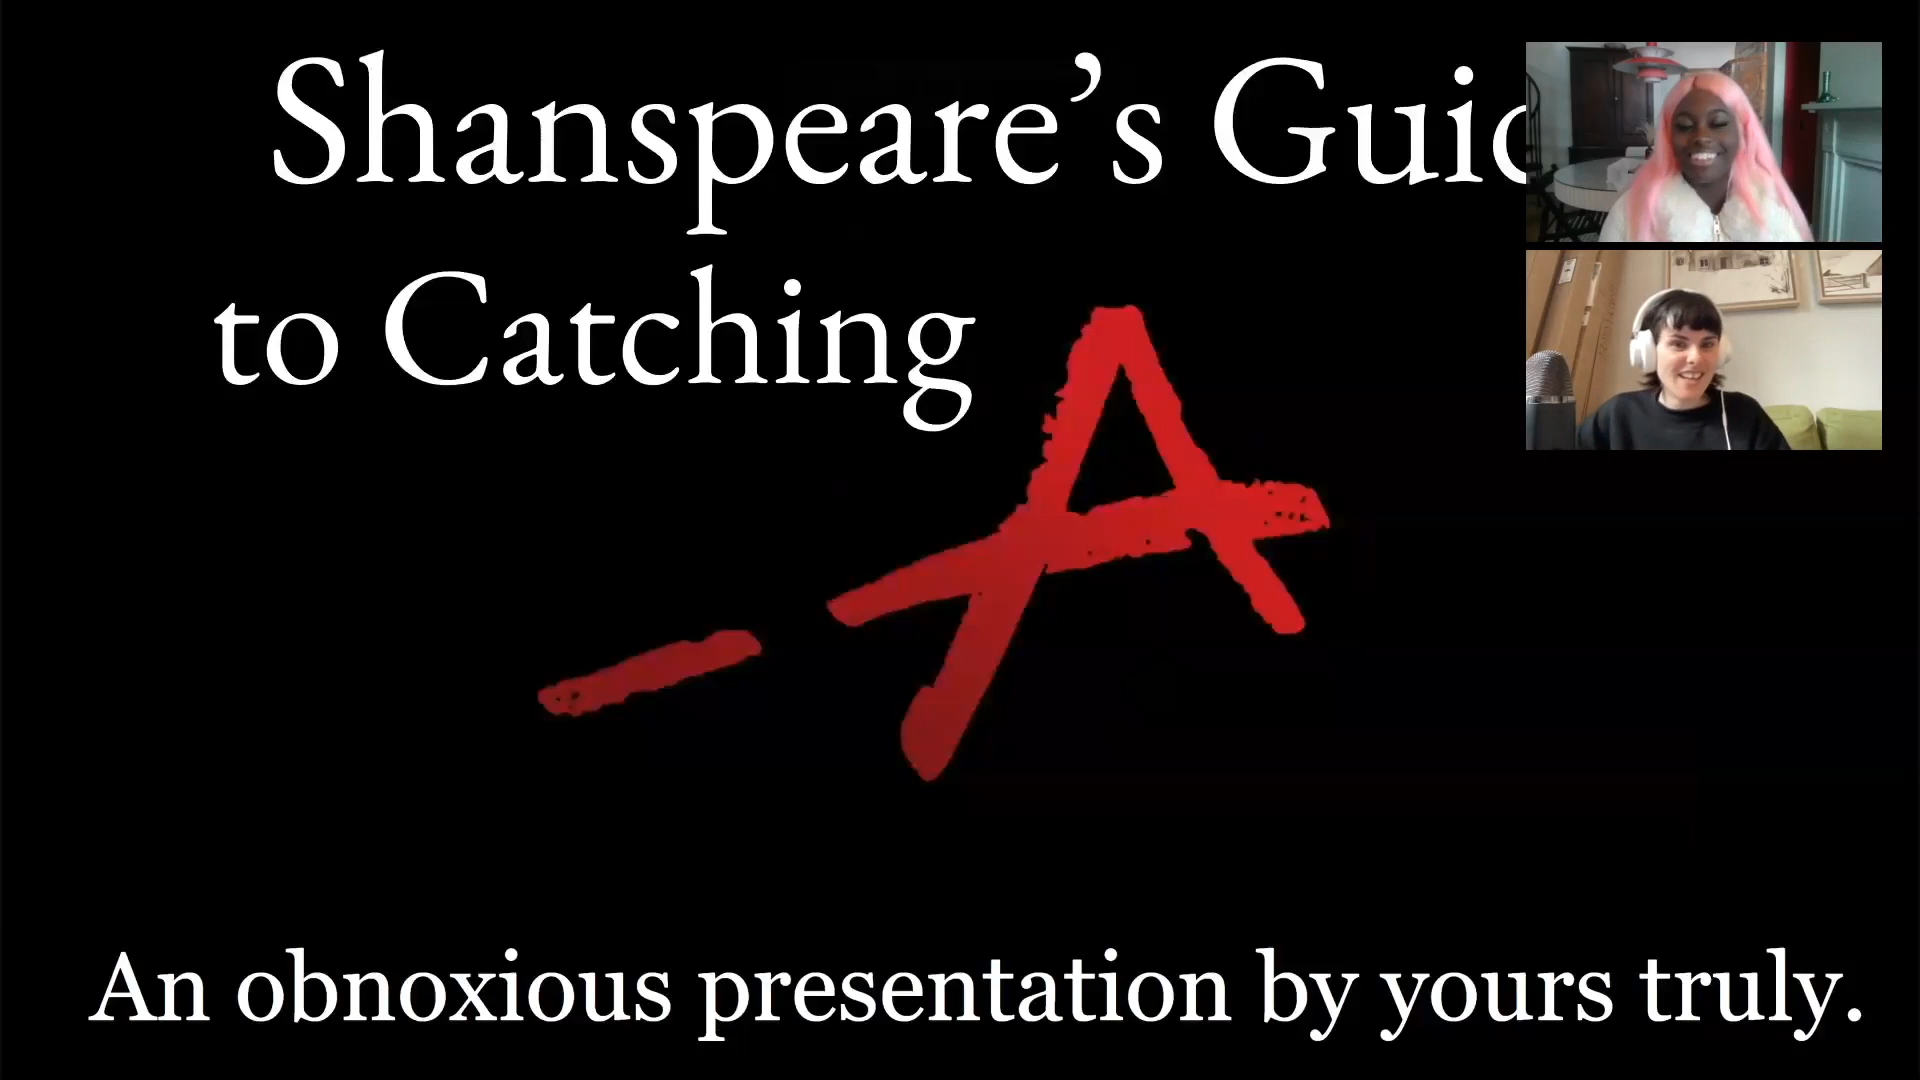 Shanspeare's Guid
to Catching
-A
An obnoxious presentation by yours truly.